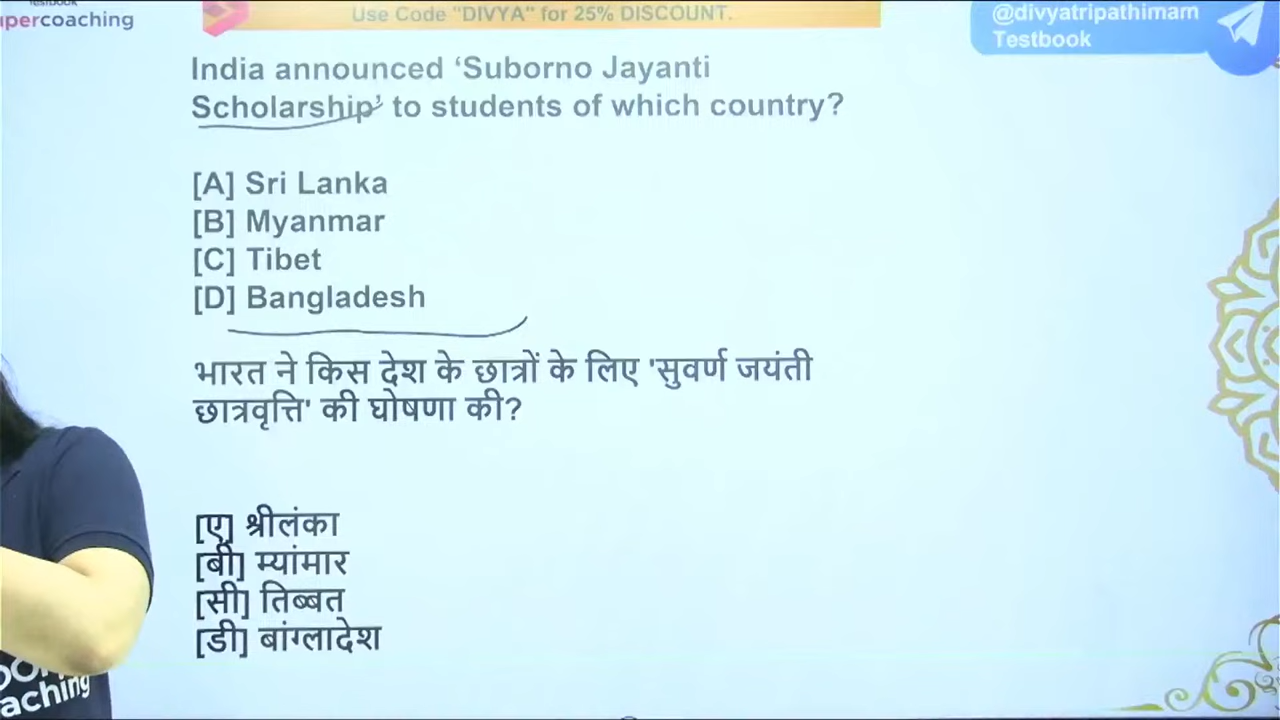 Testbook
percoaching
Use Code "DIVYA" for 25% DISCOUNT.
@divyatripathimam
Testbook
India announced ‘Suborno Jayanti
Scholarship’ to students of which country?
[A] Sri Lanka
[B] Myanmar
[C] Tibet
[D] Bangladesh
भारत ने किस देश के छात्रों के लिए 'सुवर्ण जयंती
छात्रवृत्ति' की घोषणा की?
[ए] श्रीलंका
[बी] म्यांमार
[सी] तिब्बत
[डी] बांग्लादेश
aching